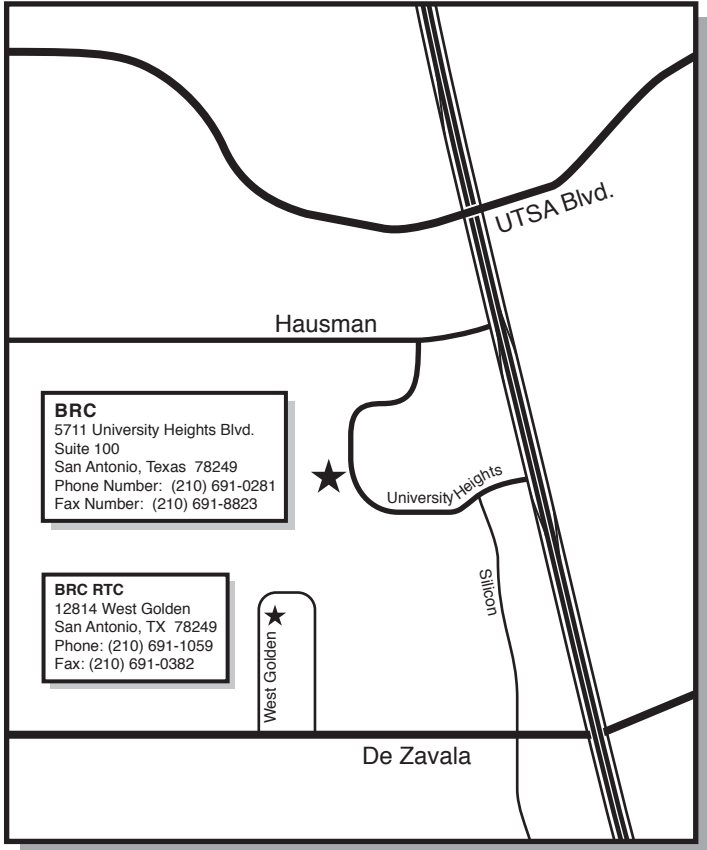 UTSA Blvd.
Hausman
BRC
5711 University Heights Blvd.
Suite 100
San Antonio, Texas  78249
Phone Number:  (210) 691-0281
Fax Number:  (210) 691-8823
University Heights
Silicon
BRC RTC
12814 West Golden
San Antonio, TX  78249
Phone: (210) 691-1059
Fax: (210) 691-0382
West Golden
De Zavala